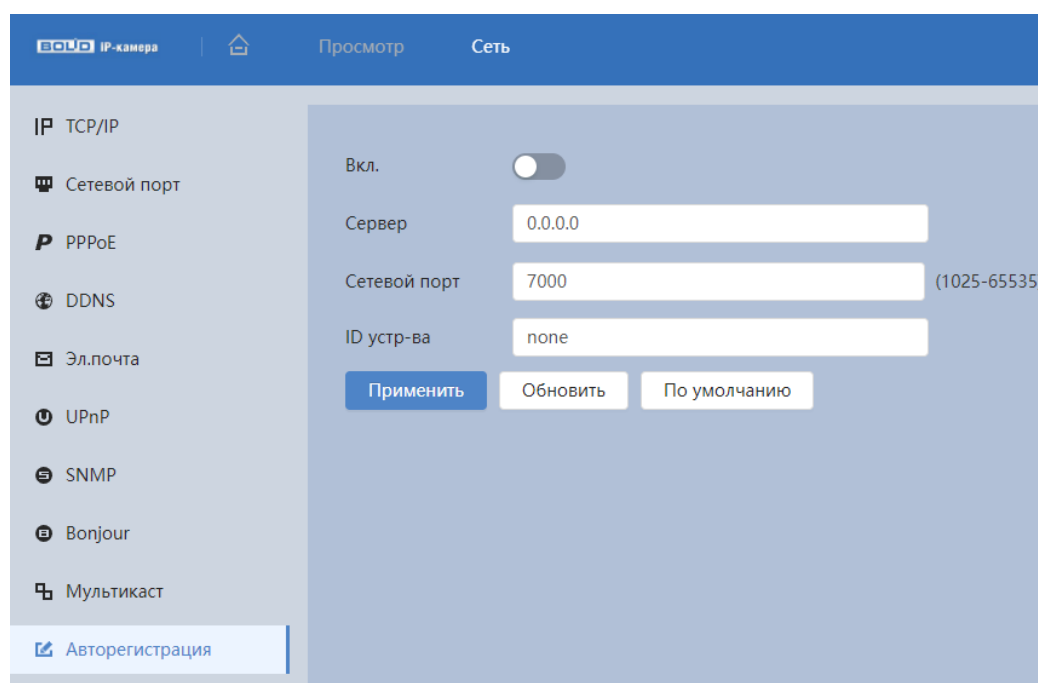 BOLID IP-камера
Просмотр
Сеть
TCP/IP
Сетевой порт
PPPoE
DDNS
Эл.почта
UPnP
SNMP
Bonjour
Мультикаст
Авторегистрация
Вкл.
Сервер 0.0.0.0
Сетевой порт 7000 (1025-65535
ID устр-ва none
Применить Обновить По умолчанию